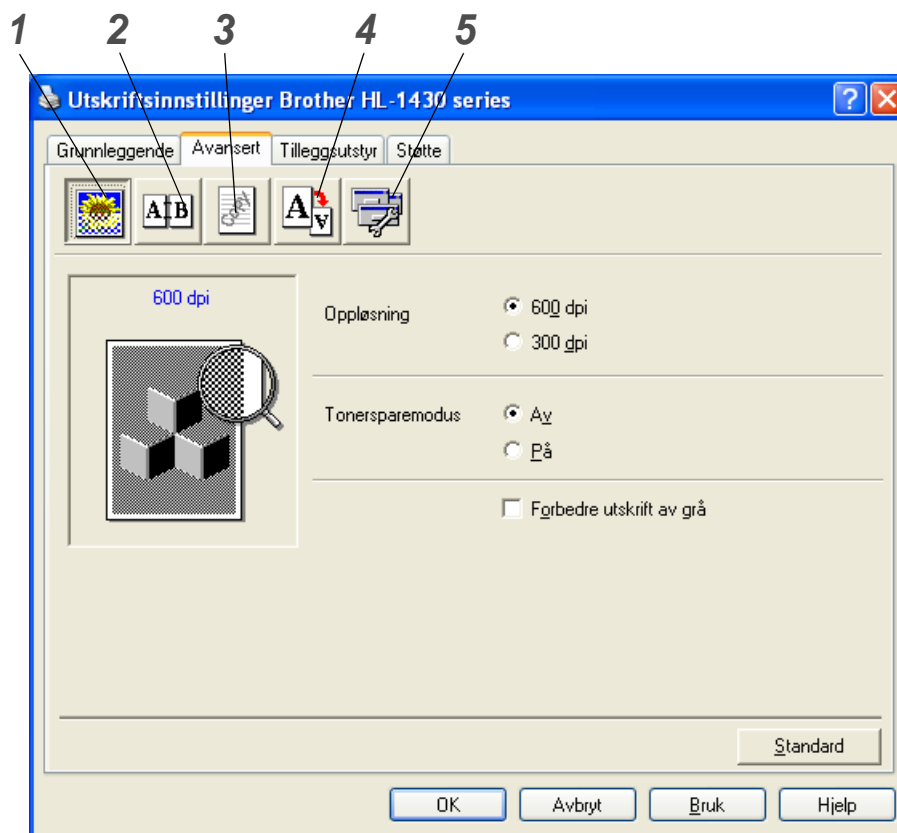 1 2 3 4 5
Utskriftsinnstillinger Brother HL-1430 series
Grunnleggende Avansert Tilleggsutstyr Støtte
A B COPY A A
600 dpi
Oppløsning
600 dpi
300 dpi
Tonersparemodus
Av
På
Forbedre utskrift av grå
Standard
OK Avbryt Bruk Hjelp